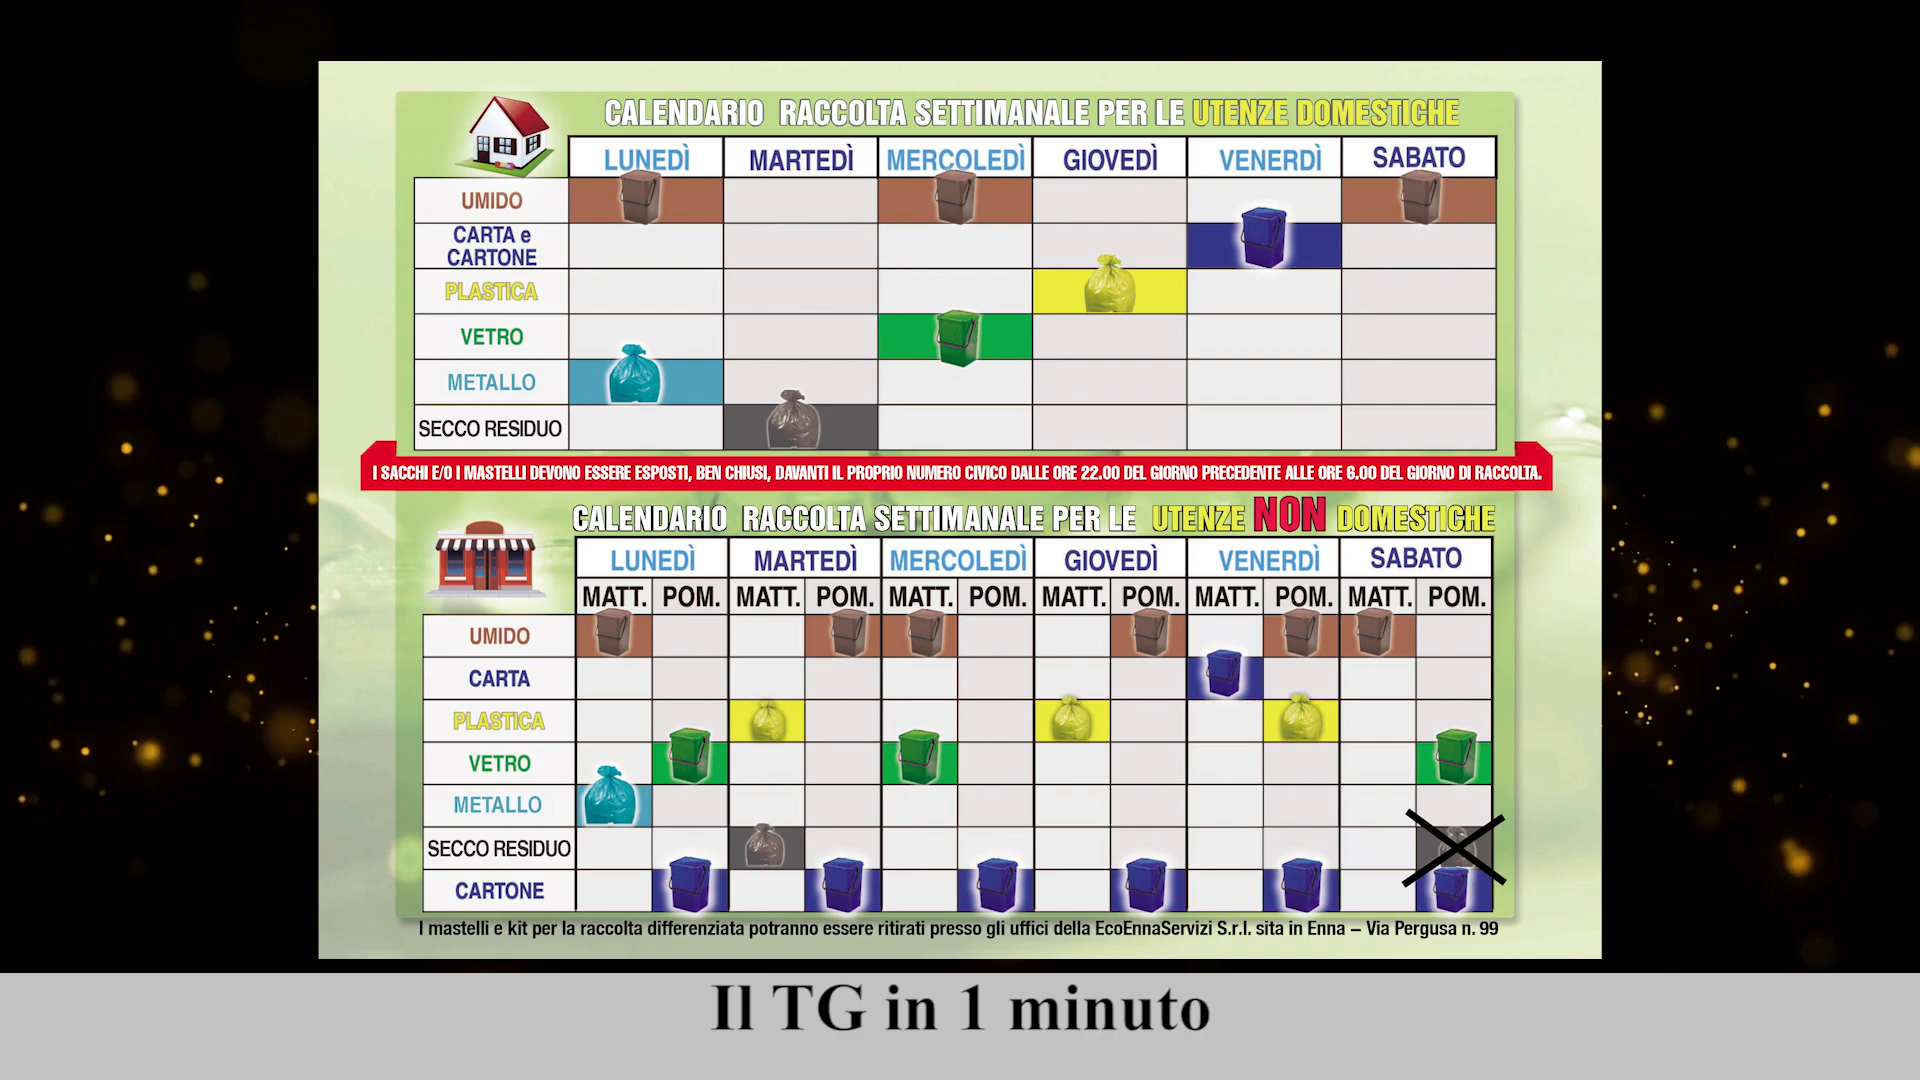 CALENDARIO RACCOLTA SETTIMANALE PER LE UTENZE DOMESTICHE
LUNEDÌ MARTEDÌ MERCOLEDÌ GIOVEDÌ VENERDÌ SABATO
UMIDO
CARTA e
CARTONE
PLASTICA
VETRO
METALLO
SECCO RESIDUO
I SACCHI E/O I MASTELLI DEVONO ESSERE ESPOSTI, BEN CHIUSI, DAVANTI IL PROPRIO NUMERO CIVICO DALLE ORE 22.00 DEL GIORNO PRECEDENTE ALLE ORE 6.00 DEL GIORNO DI RACCOLTA.
CALENDARIO RACCOLTA SETTIMANALE PER LE UTENZE NON DOMESTICHE
LUNEDÌ MARTEDÌ MERCOLEDÌ GIOVEDÌ VENERDÌ SABATO
MATT. POM. MATT. POM. MATT. POM. MATT. POM. MATT. POM. MATT. POM.
UMIDO
CARTA
PLASTICA
VETRO
METALLO
SECCO RESIDUO
CARTONE
I mastelli e kit per la raccolta differenziata potranno essere ritirati presso gli uffici della EcoEnnaServizi S.r.l. sita in Enna – Via Pergusa n. 99
Il TG in 1 minuto